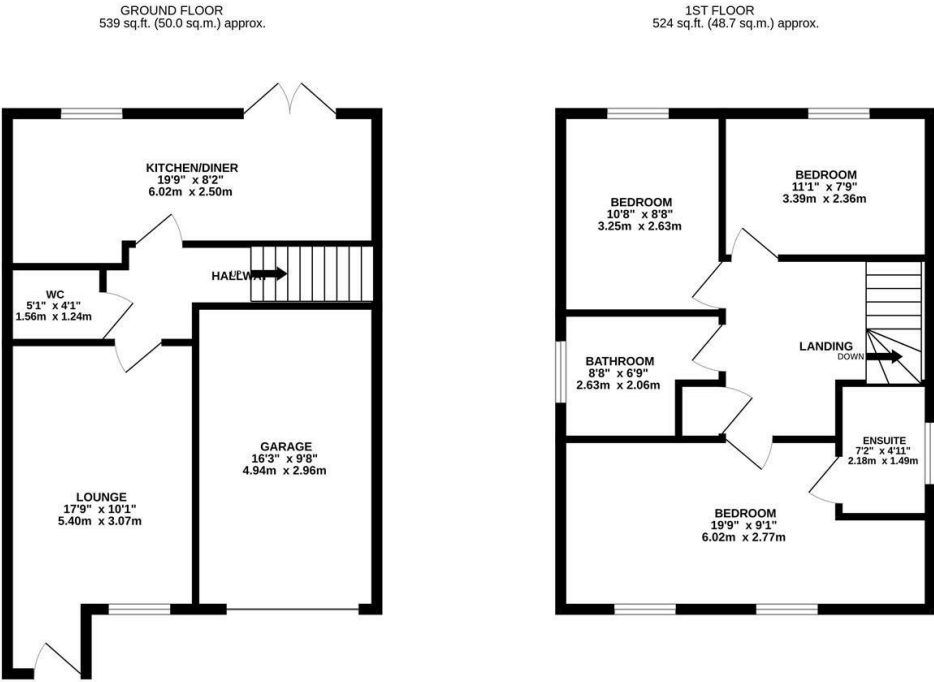 GROUND FLOOR
539 sq.ft. (50.0 sq.m.) approx.
KITCHEN/DINER
19'9" x 8'2"
6.02m x 2.50m
UP
WC
5'1" x 4'1"
1.56m x 1.24m
GARAGE
16'3" x 9'8"
4.94m x 2.96m
LOUNGE
17'9" x 10'1"
5.40m x 3.07m
1ST FLOOR
524 sq.ft. (48.7 sq.m.) approx.
BEDROOM
11'1" x 7'9"
3.39m x 2.36m
BEDROOM
10'8" x 8'8"
3.25m x 2.63m
LANDING
DOWN
BATHROOM
8'8" x 6'9"
2.63m x 2.06m
ENSUITE
7'2" x 4'11"
2.18m x 1.49m
BEDROOM
19'9" x 9'1"
6.02m x 2.77m